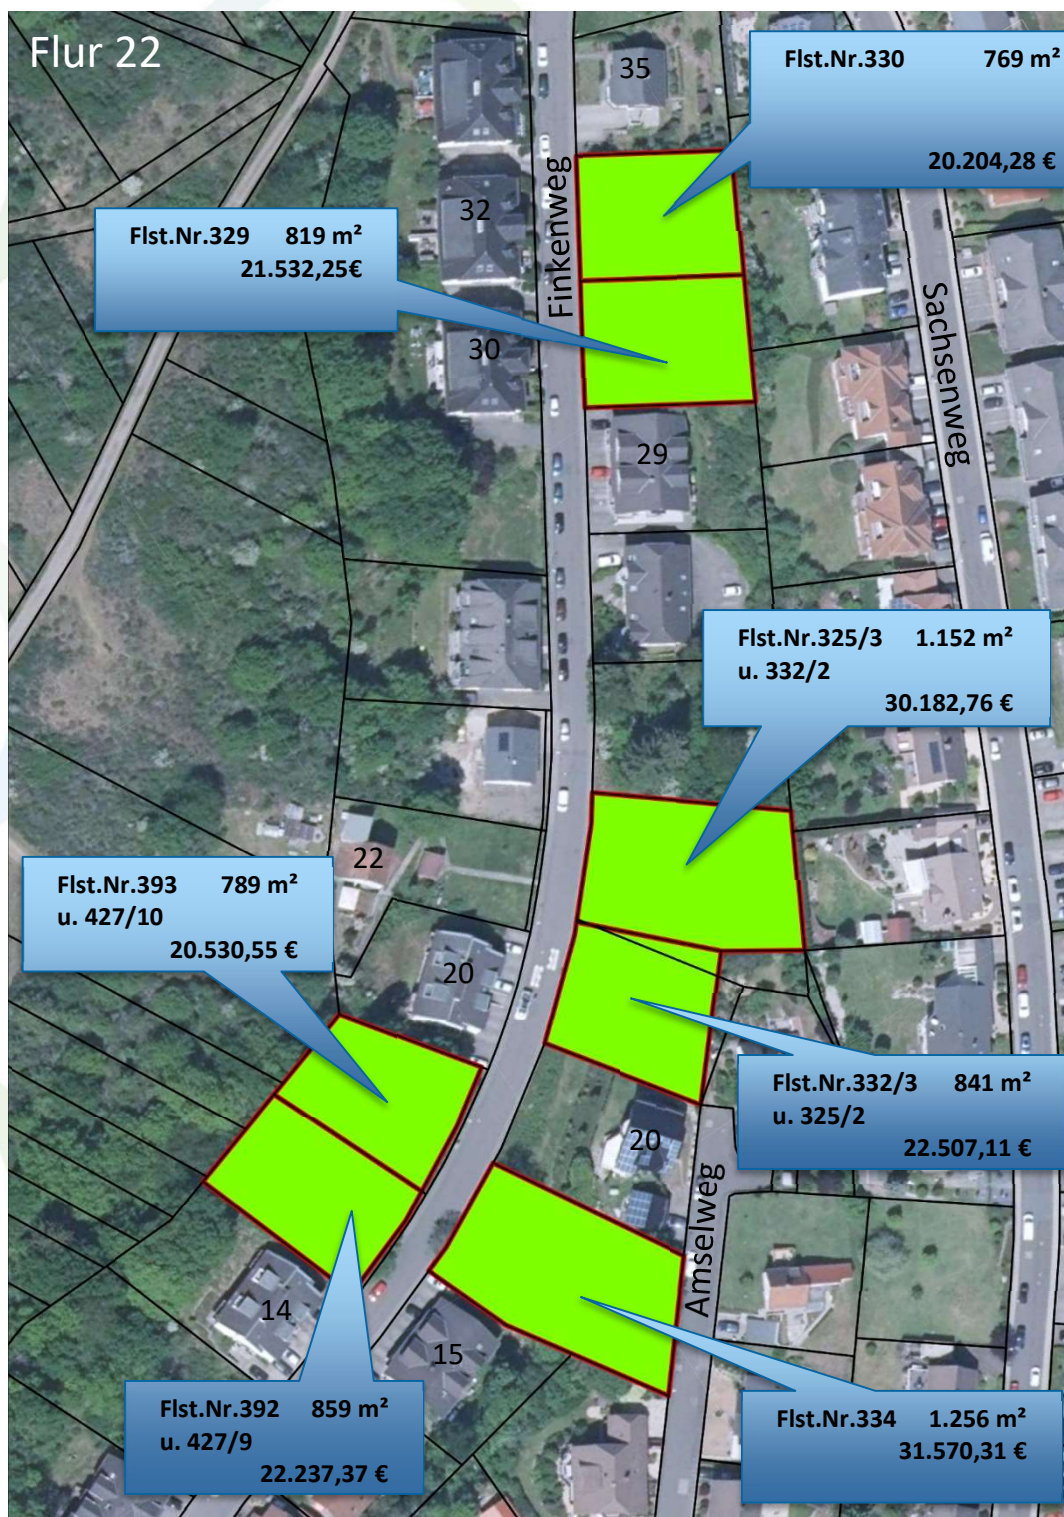 Flur 22
35
Flst.Nr.330 769 m²
20.204,28 €
Finkenweg
32
Flst.Nr.329 819 m²
21.532,25€
30
Sachsenweg
29
Flst.Nr.325/3 1.152 m²
u. 332/2
30.182,76 €
22
Flst.Nr.393 789 m²
u. 427/10
20.530,55 €
20
Flst.Nr.332/3 841 m²
u. 325/2
22.507,11 €
20
Amselweg
14
15
Flst.Nr.392 859 m²
u. 427/9
22.237,37 €
Flst.Nr.334 1.256 m²
31.570,31 €